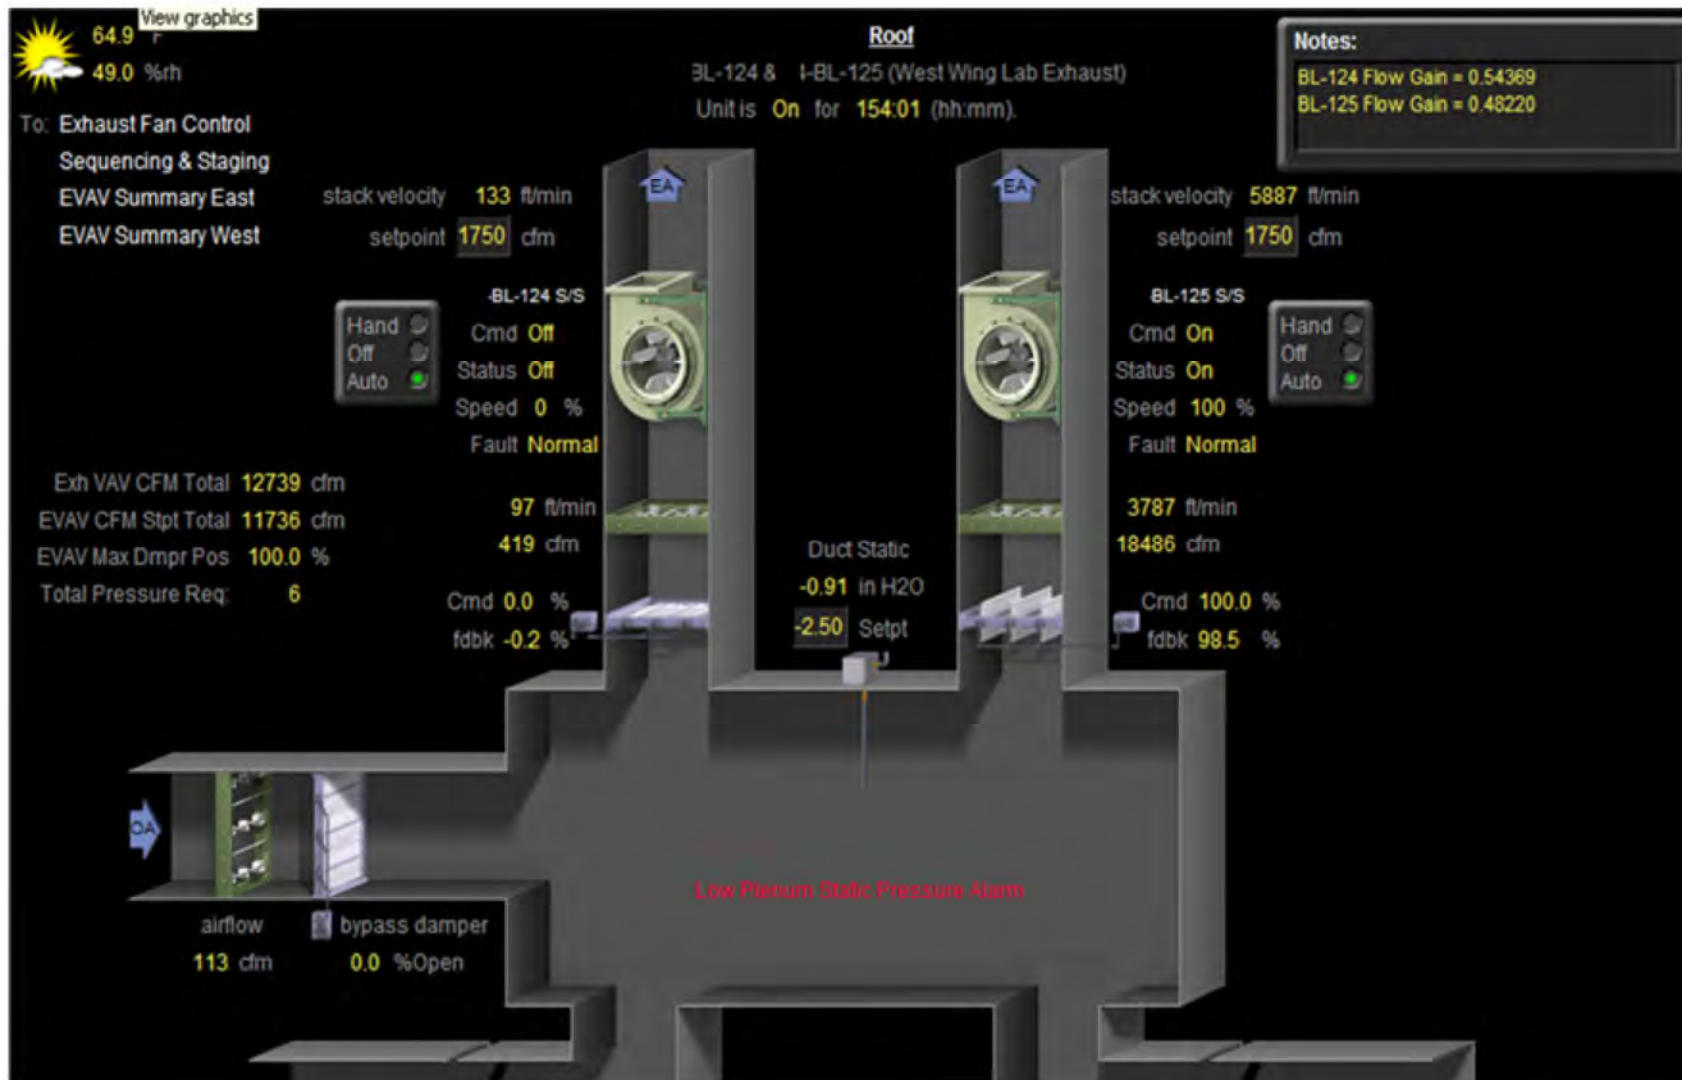 View graphics
64.9 F
49.0 %rh
To: Exhaust Fan Control
Sequencing & Staging
EVAV Summary East
EVAV Summary West
Roof
BL-124 & I-BL-125 (West Wing Lab Exhaust)
Unit is On for 154:01 (hh:mm).
Notes:
BL-124 Flow Gain = 0.54369
BL-125 Flow Gain = 0.48220
stack velocity 133 ft/min
setpoint 1750 cfm
EA
EA
stack velocity 5887 ft/min
setpoint 1750 cfm
-BL-124 S/S
Hand
Off
Auto
Cmd Off
Status Off
Speed 0 %
Fault Normal
BL-125 S/S
Cmd On
Status On
Speed 100 %
Fault Normal
Hand
Off
Auto
Exh VAV CFM Total 12739 cfm
EVAV CFM Stpt Total 11736 cfm
EVAV Max Dmpr Pos 100.0 %
Total Pressure Req: 6
97 ft/min
419 cfm
Cmd 0.0 %
fdbk -0.2 %
Duct Static
-0.91 in H2O
-2.50 Setpt
3787 ft/min
18486 cfm
Cmd 100.0 %
fdbk 98.5 %
OA
Low Plenum Static Pressure Alarm
airflow
113 cfm
bypass damper
0.0 %Open